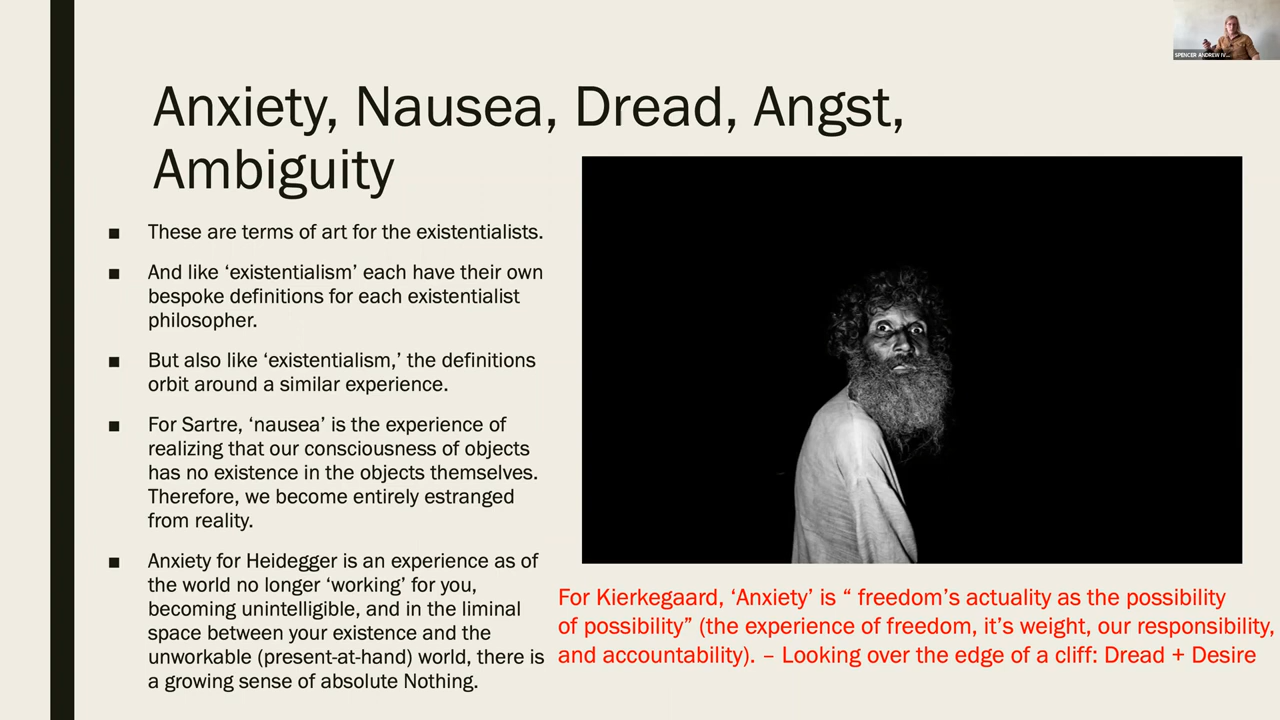 SPENCER ANDREW IV...
Anxiety, Nausea, Dread, Angst,
Ambiguity
■ These are terms of art for the existentialists.
■ And like ‘existentialism’ each have their own
bespoke definitions for each existentialist
philosopher.
■ But also like ‘existentialism,’ the definitions
orbit around a similar experience.
■ For Sartre, ‘nausea’ is the experience of
realizing that our consciousness of objects
has no existence in the objects themselves.
Therefore, we become entirely estranged
from reality.
■ Anxiety for Heidegger is an experience as of
the world no longer ‘working’ for you,
becoming unintelligible, and in the liminal
space between your existence and the
unworkable (present-at-hand) world, there is
a growing sense of absolute Nothing.
For Kierkegaard, ‘Anxiety’ is “ freedom’s actuality as the possibility
of possibility” (the experience of freedom, it’s weight, our responsibility,
and accountability). – Looking over the edge of a cliff: Dread + Desire